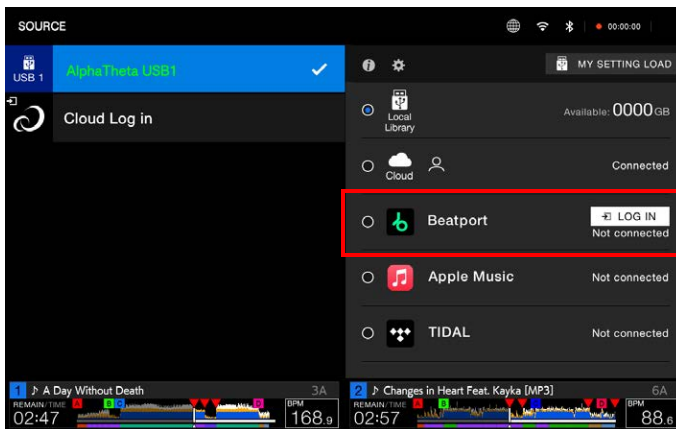 SOURCE
00:00:00
USB 1
AlphaTheta USB1
MY SETTING LOAD
Cloud Log in
Local
Library
Available: 0000GB
Cloud
Connected
Beatport
LOG IN
Not connected
Apple Music
Not connected
TIDAL
Not connected
1 ♪ A Day Without Death 3A
REMAIN/TIME A B C D BPM
02:47 168.9
2 ♪ Changes in Heart Feat. Kayka [MP3] 6A
REMAIN/TIME A B C D BPM
02:57 88.6